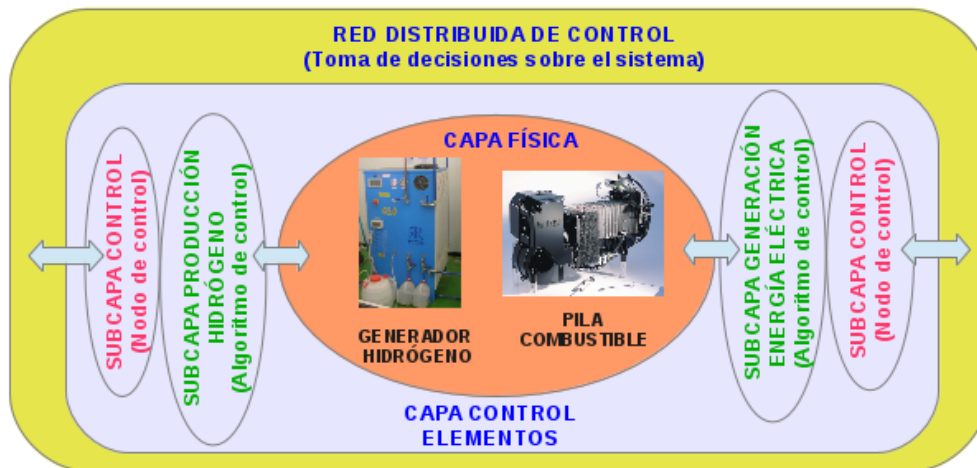 RED DISTRIBUIDA DE CONTROL
(Toma de decisiones sobre el sistema)
SUBCAPA CONTROL
(Nodo de control)
SUBCAPA PRODUCCIÓN
HIDRÓGENO
(Algoritmo de control)
CAPA FÍSICA
GENERADOR
HIDRÓGENO
PILA
COMBUSTIBLE
SUBCAPA GENERACIÓN
ENERGÍA ELÉCTRICA
(Algoritmo de control)
SUBCAPA CONTROL
(Nodo de control)
CAPA CONTROL
ELEMENTOS